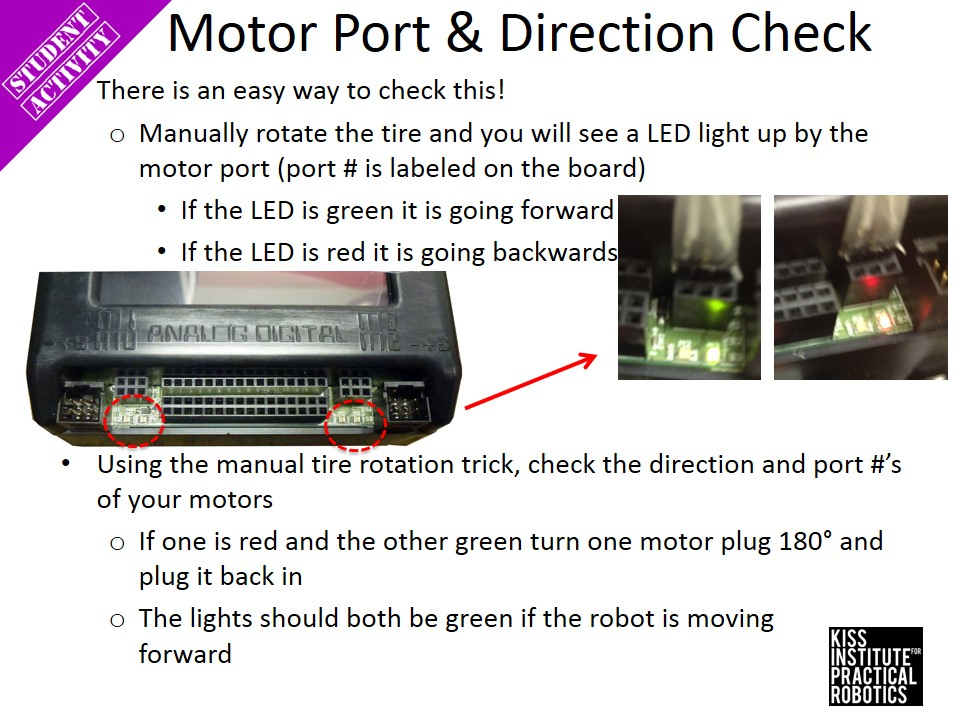 STUDENT
ACTIVITY
Motor Port & Direction Check
There is an easy way to check this!
o Manually rotate the tire and you will see a LED light up by the
motor port (port # is labeled on the board)
• If the LED is green it is going forward
• If the LED is red it is going backwards
ANALOG DIGITAL
• Using the manual tire rotation trick, check the direction and port #’s
of your motors
o If one is red and the other green turn one motor plug 180° and
plug it back in
o The lights should both be green if the robot is moving
forward
KISS
INSTITUTE FOR
PRACTICAL
ROBOTICS